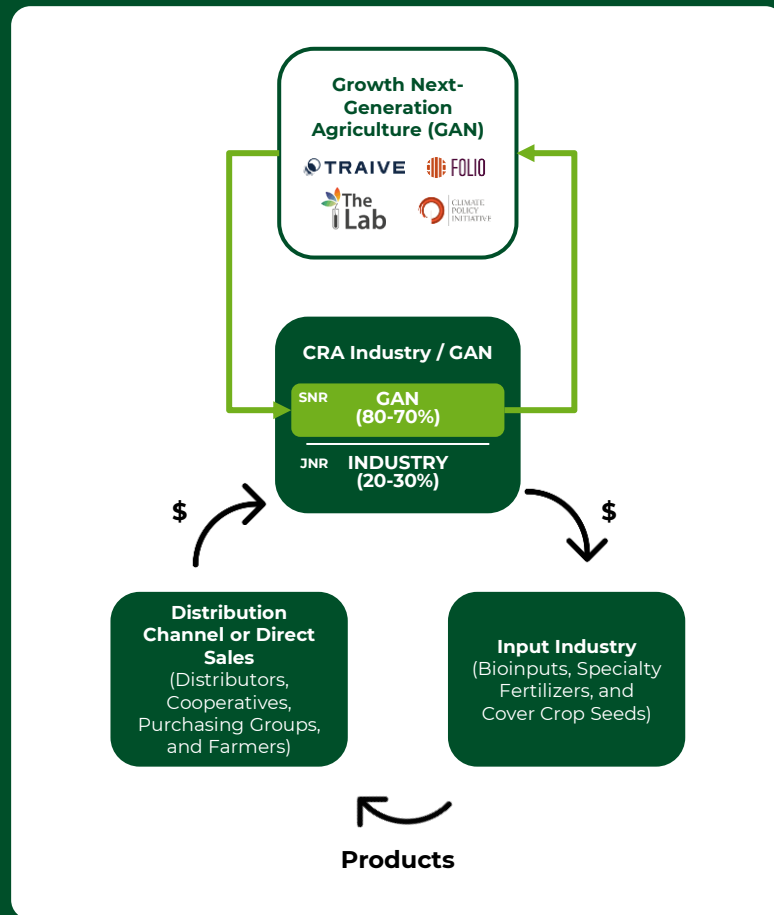 Growth Next-
Generation
Agriculture (GAN)
TRAIVE
FOLIO
The
Lab
CLIMATE
POLICY
INITIATIVE
CRA Industry / GAN
SNR
GAN
(80-70%)
JNR
INDUSTRY
(20-30%)
$
$
Distribution
Channel or Direct
Sales
(Distributors,
Cooperatives,
Purchasing Groups,
and Farmers)
Input Industry
(Bioinputs, Specialty
Fertilizers, and
Cover Crop Seeds)
Products